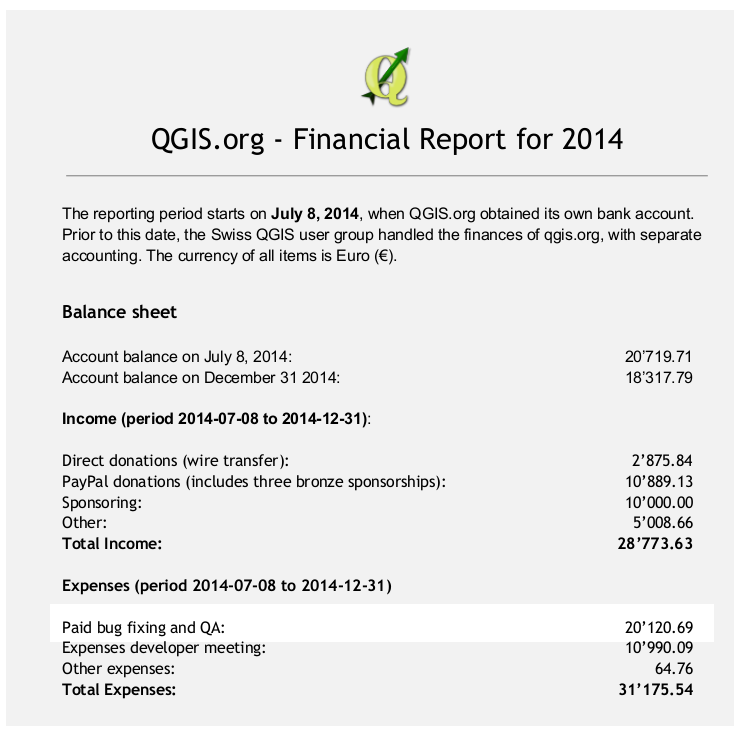 QGIS.org - Financial Report for 2014
The reporting period starts on July 8, 2014, when QGIS.org obtained its own bank account.
Prior to this date, the Swiss QGIS user group handled the finances of qgis.org, with separate
accounting. The currency of all items is Euro (€).
Balance sheet
Account balance on July 8, 2014: 20’719.71
Account balance on December 31 2014: 18’317.79
Income (period 2014-07-08 to 2014-12-31):
Direct donations (wire transfer): 2’875.84
PayPal donations (includes three bronze sponsorships): 10’889.13
Sponsoring: 10’000.00
Other: 5’008.66
Total Income: 28’773.63
Expenses (period 2014-07-08 to 2014-12-31)
Paid bug fixing and QA: 20’120.69
Expenses developer meeting: 10’990.09
Other expenses: 64.76
Total Expenses: 31’175.54